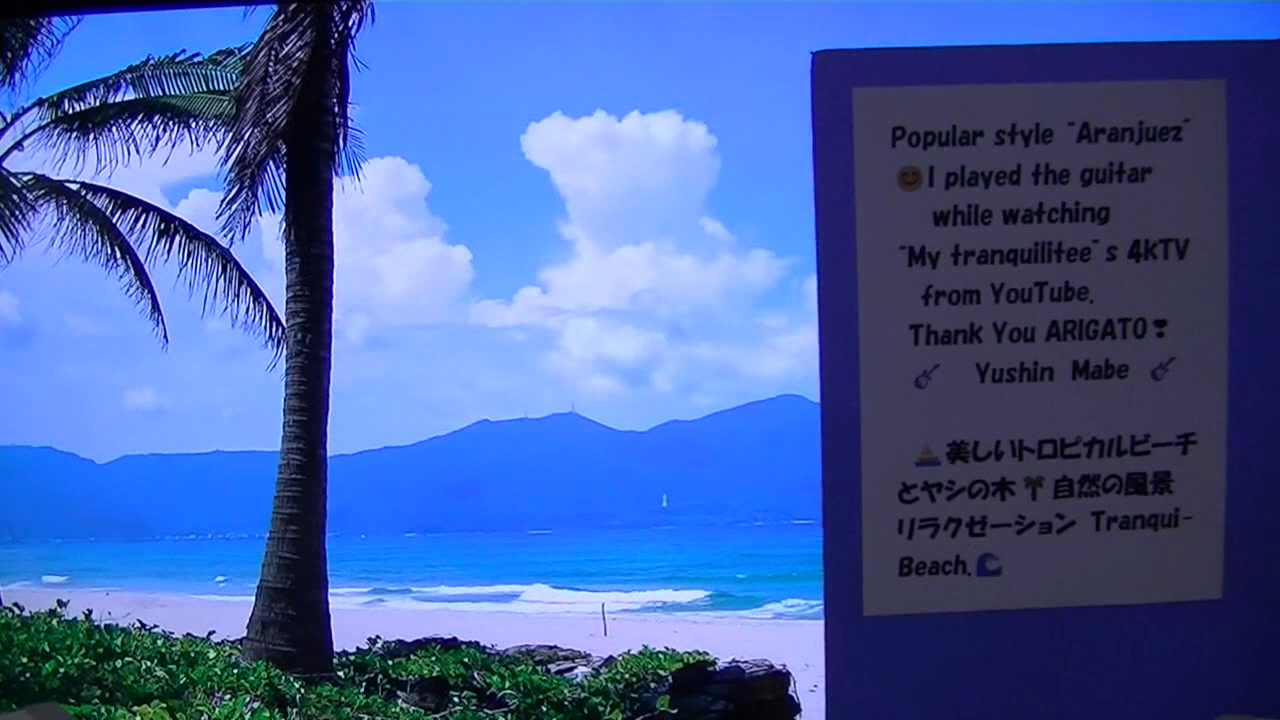 Popular style "Aranjuez"
😊I played the guitar
while watching
"My tranquilitee"s 4KTV
from YouTube.
Thank You ARIGATO❣
🎸 Yushin Mabe 🎸
⛵美しいトロピカルビーチ
とヤシの木🌴自然の風景
リラクゼーション Tranqui-
Beach.🌊